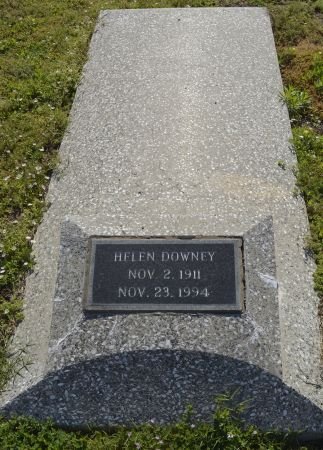 HELEN DOWNEY
NOV. 2, 1911
NOV. 23, 1994